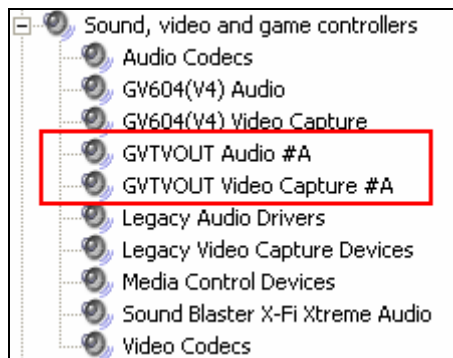 Sound, video and game controllers
Audio Codecs
GV604(V4) Audio
GV604(V4) Video Capture
GVTVOUT Audio #A
GVTVOUT Video Capture #A
Legacy Audio Drivers
Legacy Video Capture Devices
Media Control Devices
Sound Blaster X-Fi Xtreme Audio
Video Codecs